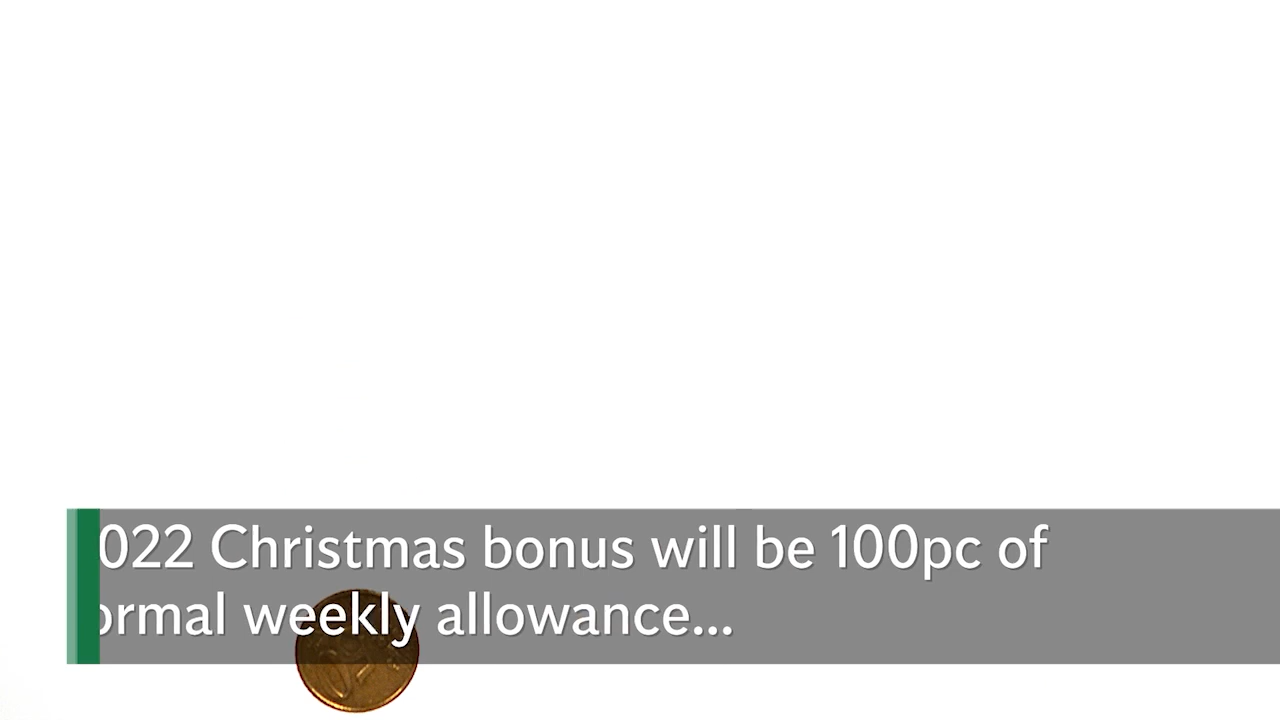 022 Christmas bonus will be 100pc of
ormal weekly allowance...